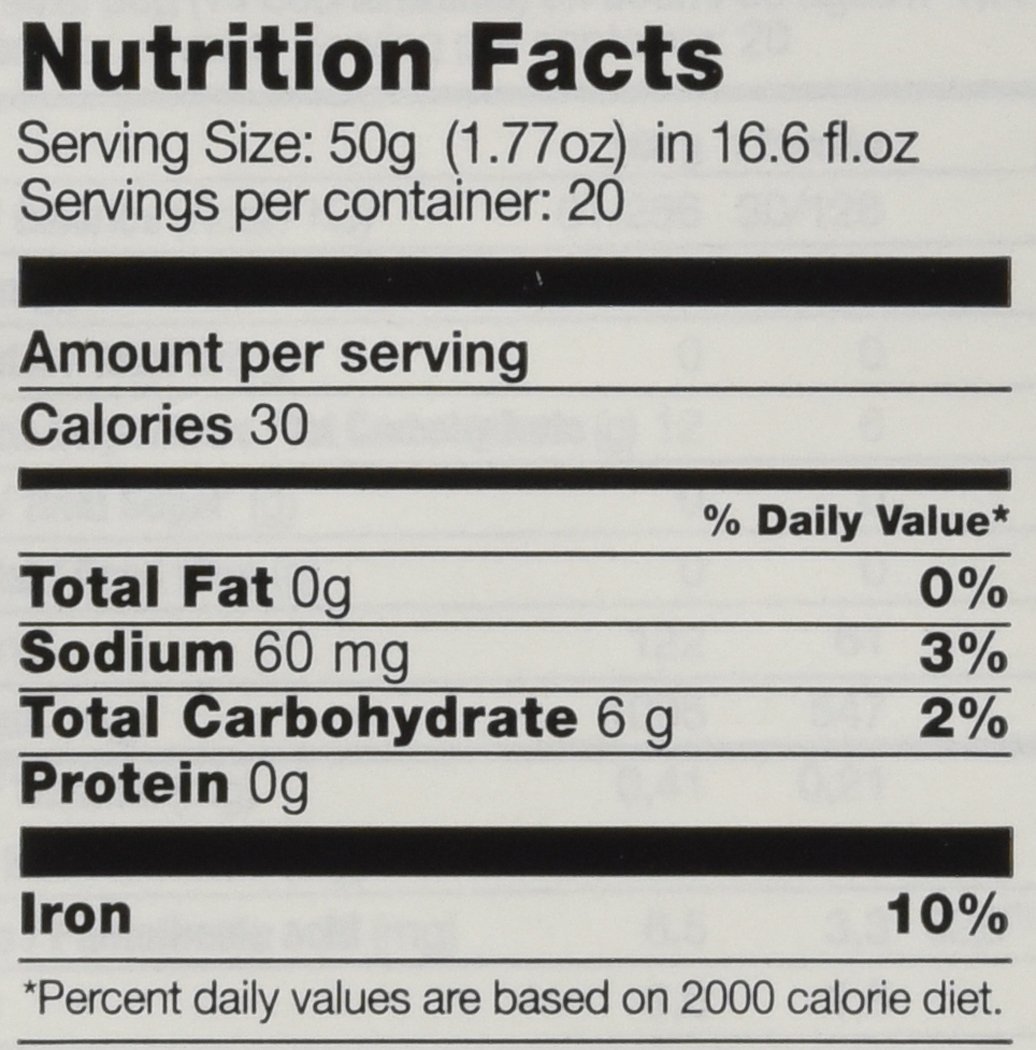 Nutrition Facts
Serving Size: 50g (1.77oz) in 16.6 fl.oz
Servings per container: 20
Amount per serving
Calories 30
% Daily Value*
Total Fat 0g 0%
Sodium 60 mg 3%
Total Carbohydrate 6 g 2%
Protein 0g
Iron 10%
*Percent daily values are based on 2000 calorie diet.